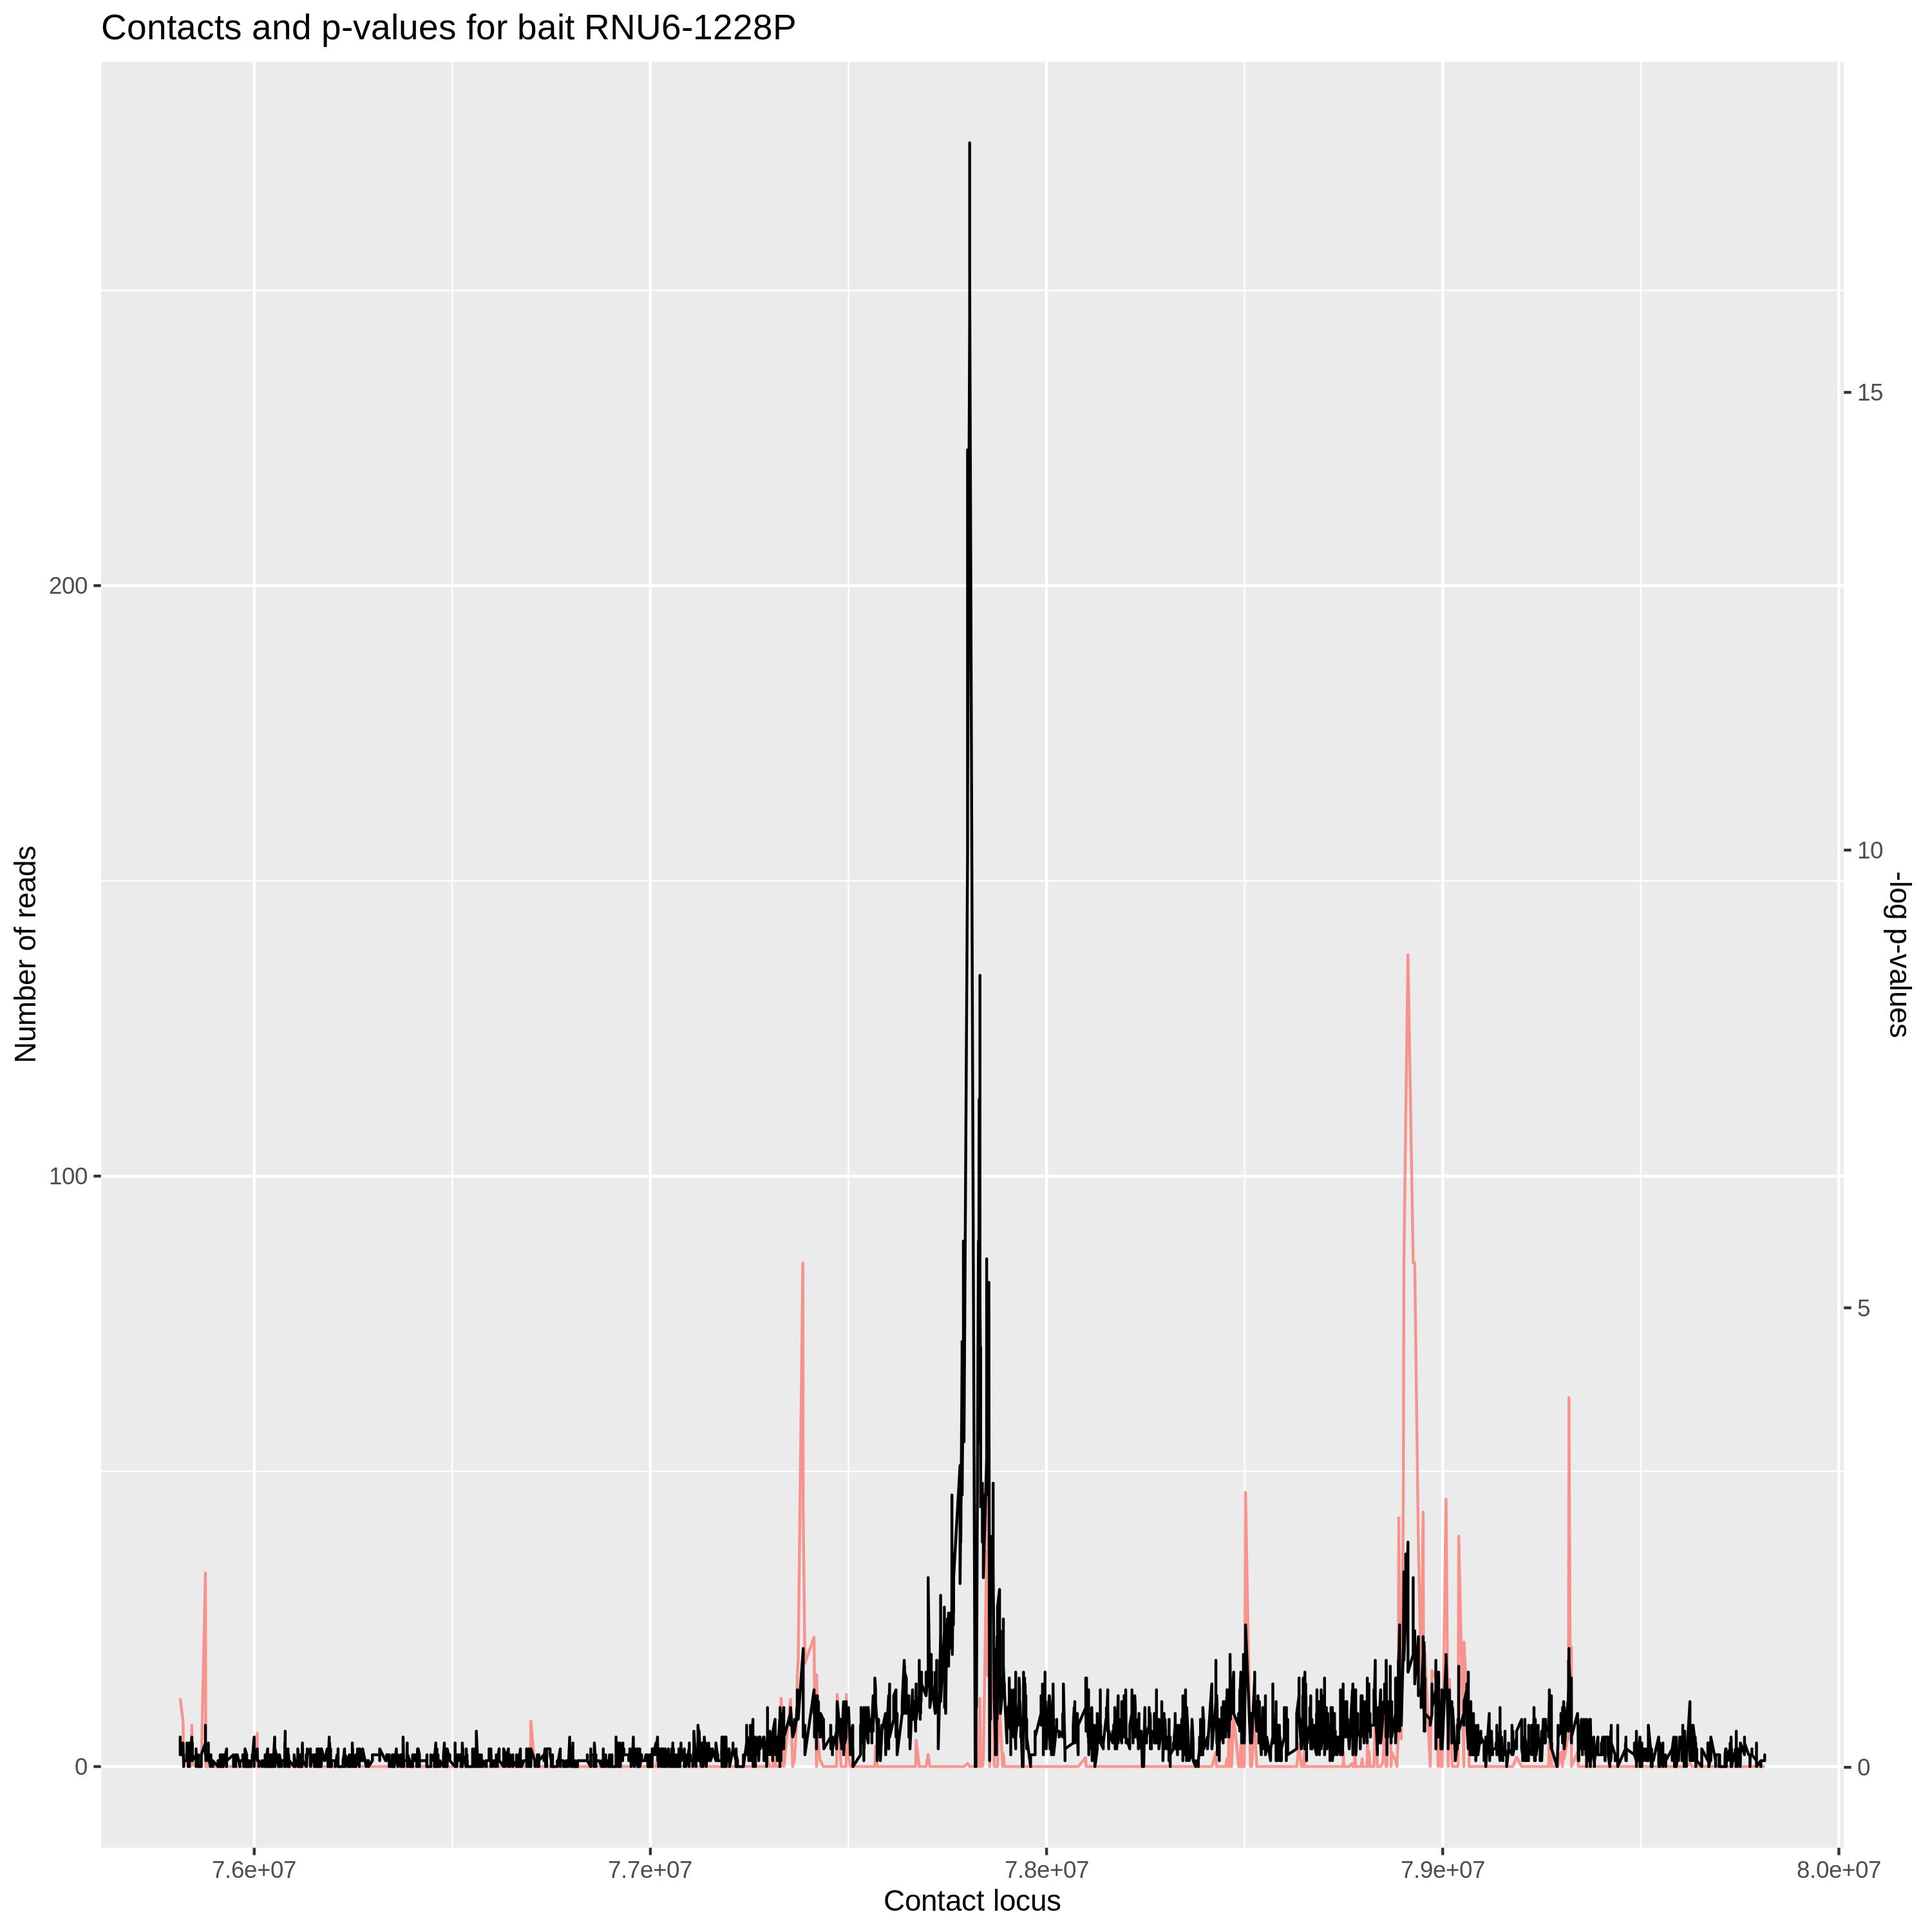 Contacts and p-values for bait RNU6-1228P
Number of reads
200
100
0
15
10
5
0
-log p-values
7.6e+07
7.7e+07
7.8e+07
7.9e+07
8.0e+07
Contact locus